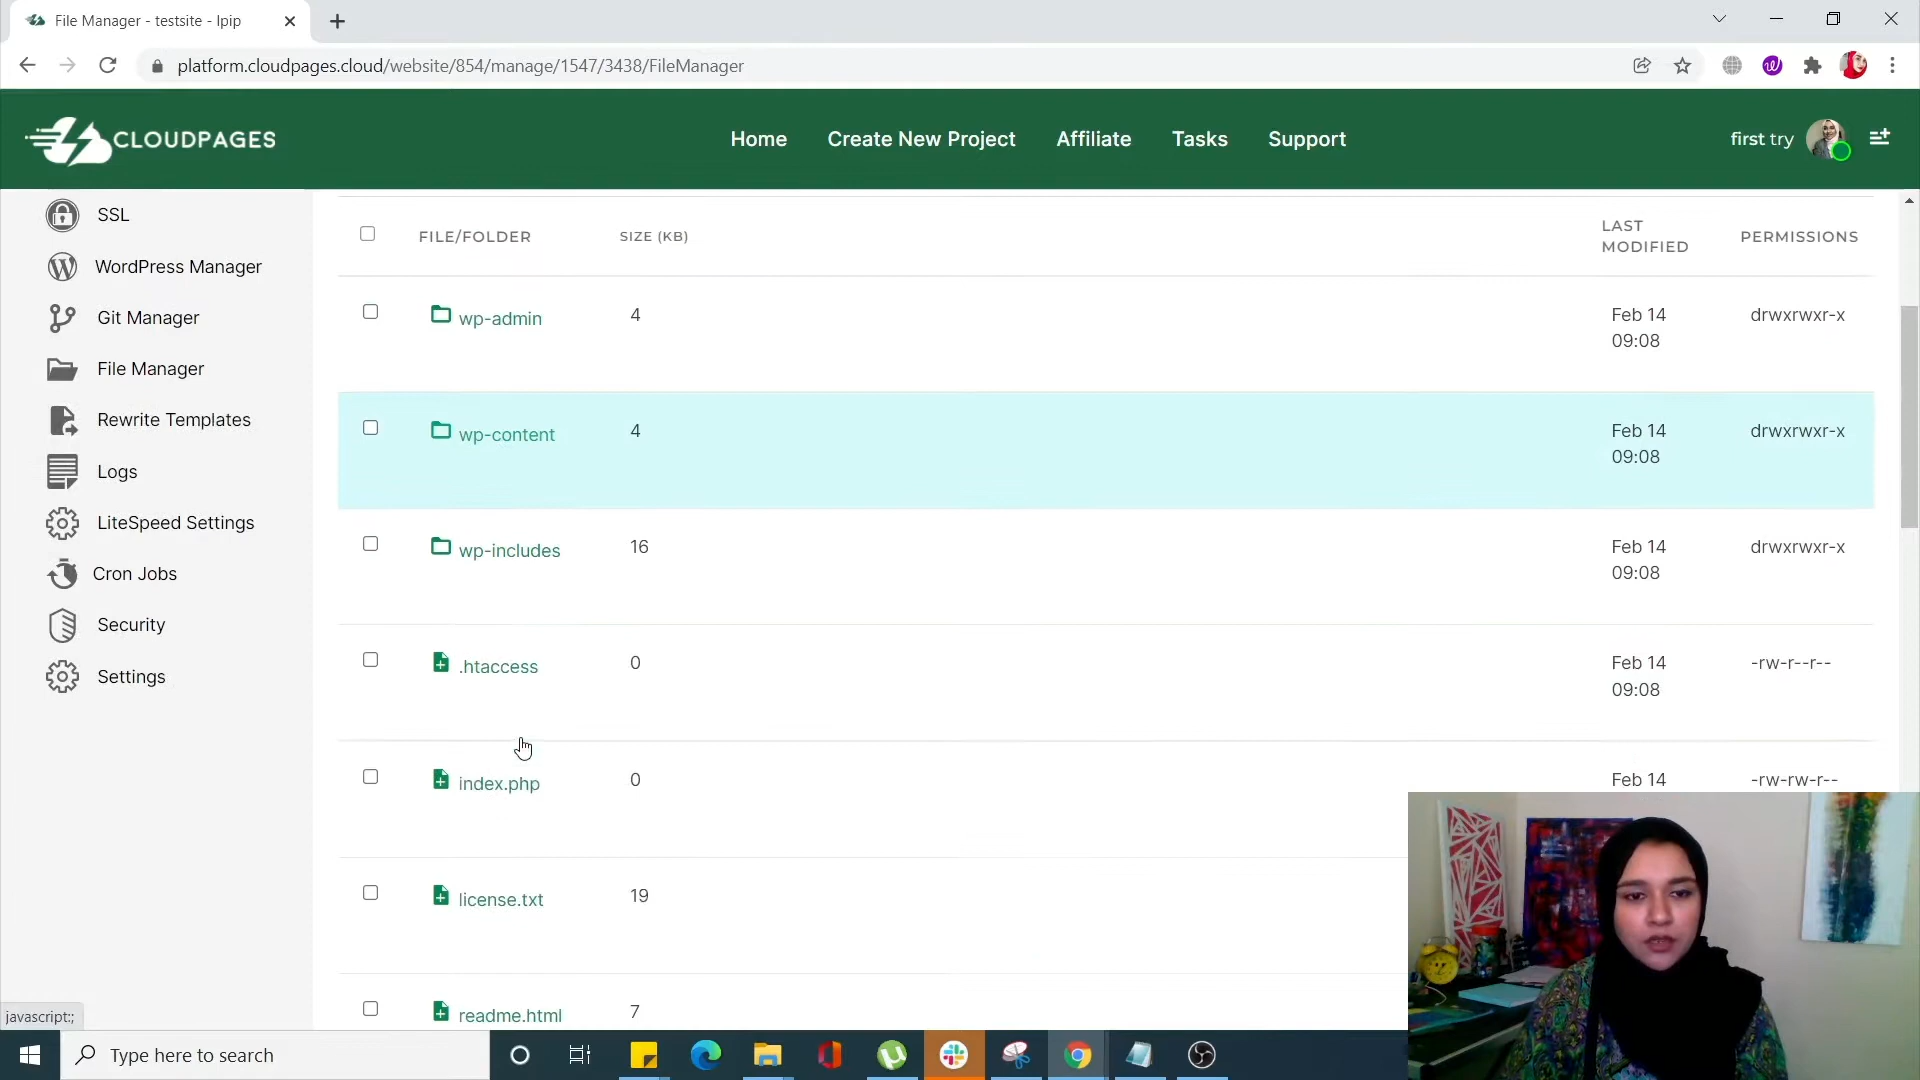 File Manager - testsite - lpip
platform.cloudpages.cloud/website/854/manage/1547/3438/FileManager
CLOUDPAGES
Home
Create New Project
Affiliate
Tasks
Support
first try
SSL
WordPress Manager
Git Manager
File Manager
Rewrite Templates
Logs
LiteSpeed Settings
Cron Jobs
Security
Settings
FILE/FOLDER SIZE (KB) LAST MODIFIED PERMISSIONS
wp-admin 4 Feb 14 09:08 drwxrwxr-x
wp-content 4 Feb 14 09:08 drwxrwxr-x
wp-includes 16 Feb 14 09:08 drwxrwxr-x
.htaccess 0 Feb 14 09:08 -rw-r--r--
index.php 0 Feb 14 -rw-rw-r--
license.txt 19
readme.html 7
javascript:;
Type here to search